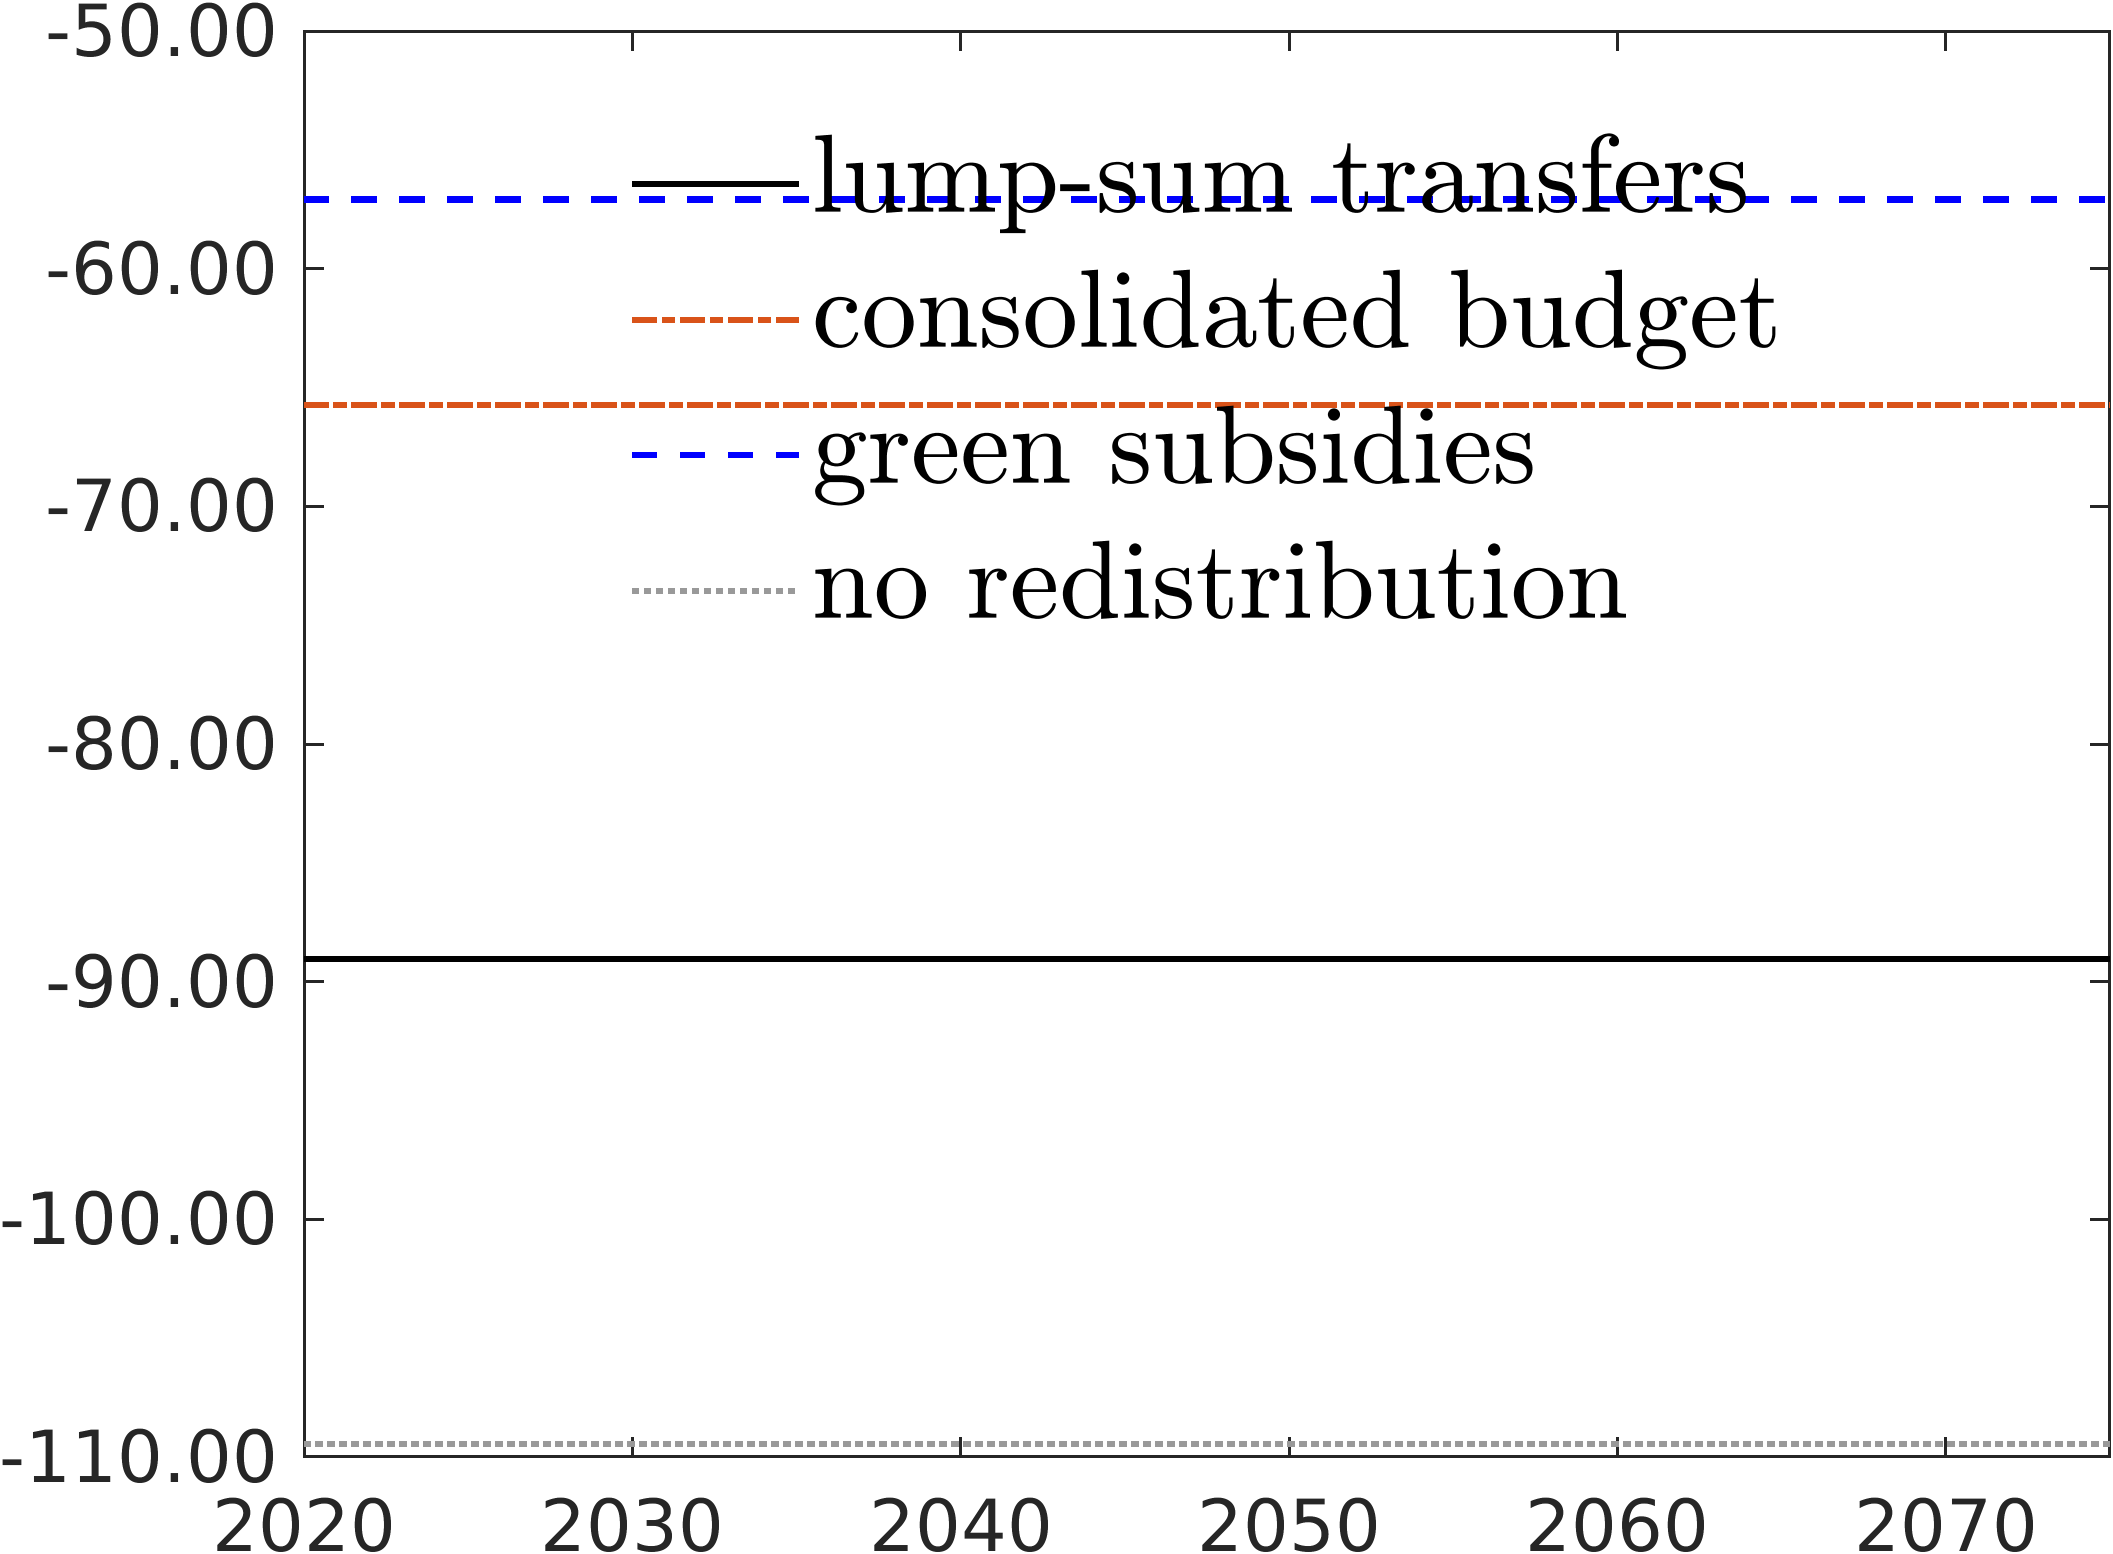 -50.00
lump-sum transfers
-60.00
consolidated budget
green subsidies
-70.00
no redistribution
-80.00
-90.00
-100.00
-110.00
2020 2030 2040 2050 2060 2070